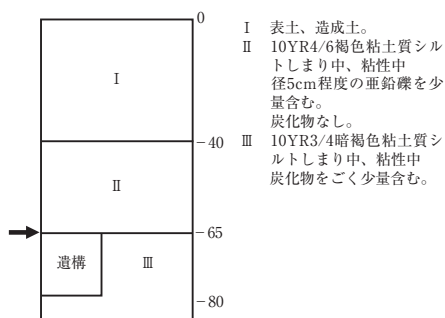 0
Ⅰ
－40
Ⅱ
－65
遺構
Ⅲ
－80
Ⅰ 表土、造成土。
Ⅱ 10YR4/6褐色粘土質シル
トしまり中、粘性中
径5cm程度の亜鉛礫を少
量含む。
炭化物なし。
Ⅲ 10YR3/4暗褐色粘土質シ
ルトしまり中、粘性中
炭化物をごく少量含む。